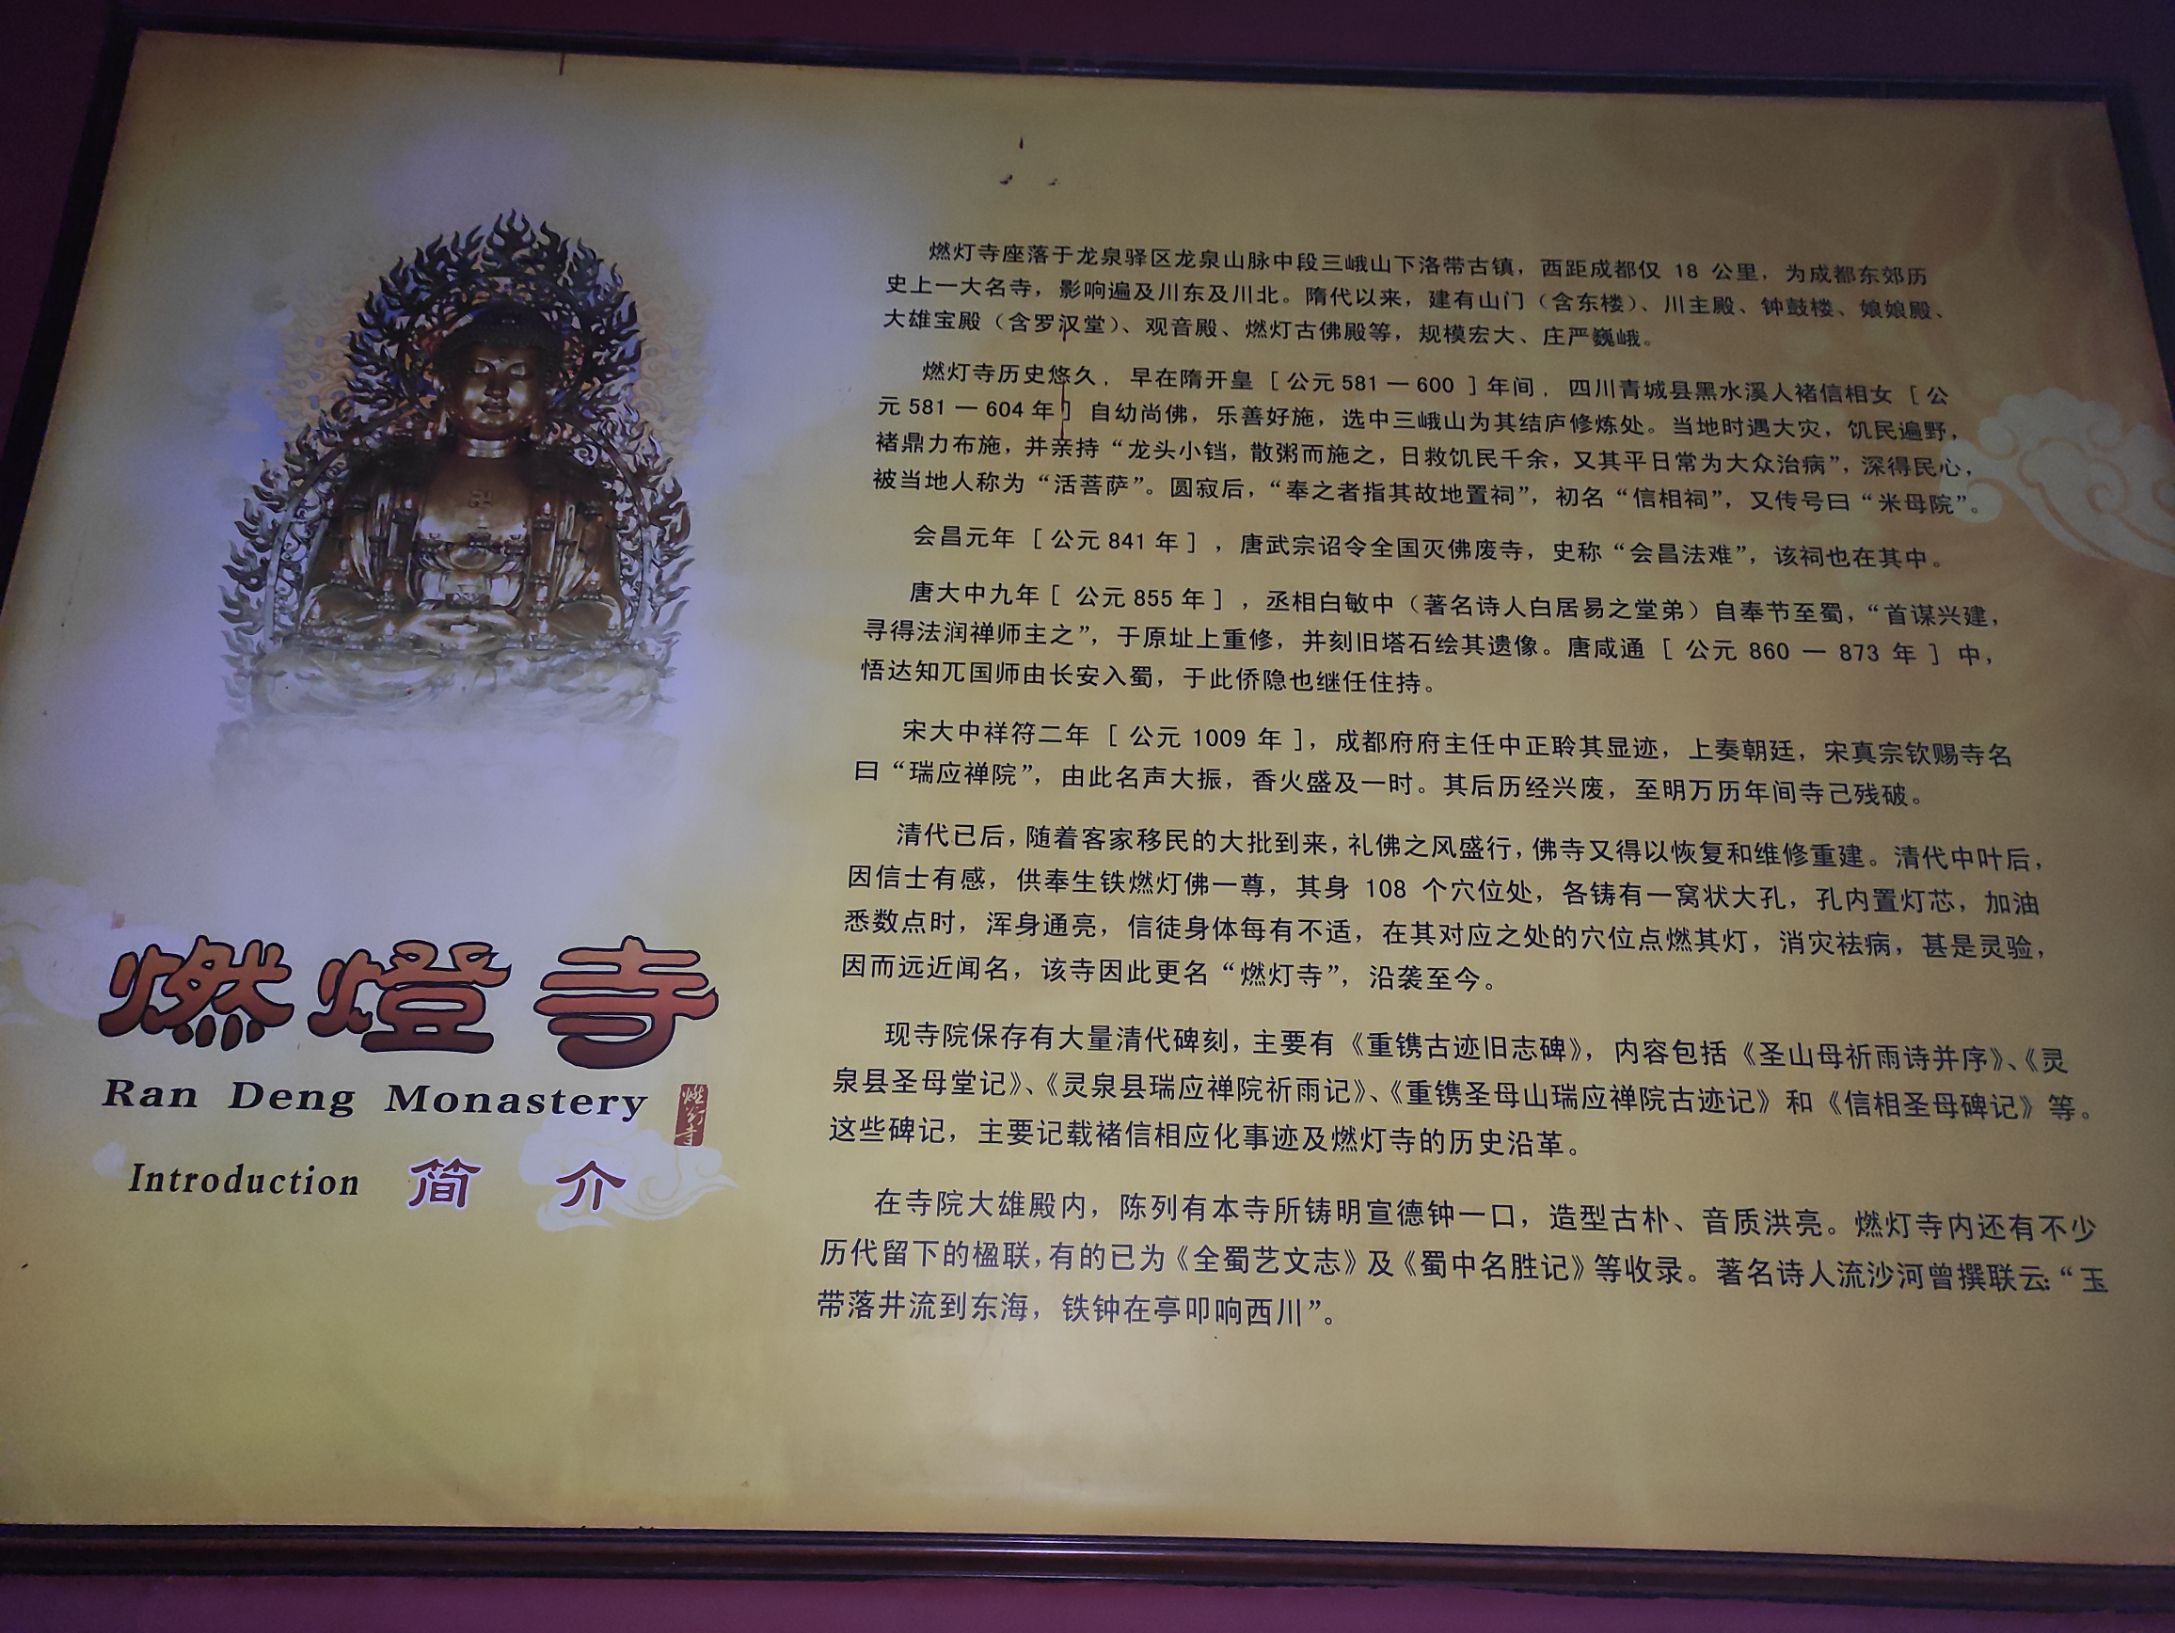 燃燈寺
Ran Deng Monastery
燃灯寺
Introduction 简 介
燃灯寺座落于龙泉驿区龙泉山脉中段三峨山下洛带古镇，西距成都仅 18 公里，为成都东郊历
史上一大名寺，影响遍及川东及川北。隋代以来，建有山门（含东楼）、川主殿、钟鼓楼、娘娘殿、
大雄宝殿（含罗汉堂）、观音殿、燃灯古佛殿等，规模宏大、庄严巍峨。
燃灯寺历史悠久，早在隋开皇［公元 581 — 600 ］年间，四川青城县黑水溪人褚信相女［公
元 581 — 604 年］自幼尚佛，乐善好施，选中三峨山为其结庐修炼处。当地时遇大灾，饥民遍野，
褚鼎力布施，并亲持“龙头小铛，散粥而施之，日救饥民千余，又其平日常为大众治病”，深得民心，
被当地人称为“活菩萨”。圆寂后，“奉之者指其故地置祠”，初名“信相祠”，又传号曰“米母院”。
会昌元年［公元 841 年］，唐武宗诏令全国灭佛废寺，史称“会昌法难”，该祠也在其中。
唐大中九年［公元 855 年］，丞相白敏中（著名诗人白居易之堂弟）自奉节至蜀，“首谋兴建，
寻得法润禅师主之”，于原址上重修，并刻旧塔石绘其遗像。唐咸通［公元 860 — 873 年］中，
悟达知兀国师由长安入蜀，于此侨隐也继任住持。
宋大中祥符二年［公元 1009 年］，成都府府主任中正聆其显迹，上奏朝廷，宋真宗钦赐寺名
曰“瑞应禅院”，由此名声大振，香火盛及一时。其后历经兴废，至明万历年间寺己残破。
清代已后，随着客家移民的大批到来，礼佛之风盛行，佛寺又得以恢复和维修重建。清代中叶后，
因信士有感，供奉生铁燃灯佛一尊，其身 108 个穴位处，各铸有一窝状大孔，孔内置灯芯，加油
悉数点时，浑身通亮，信徒身体每有不适，在其对应之处的穴位点燃其灯，消灾祛病，甚是灵验，
因而远近闻名，该寺因此更名“燃灯寺”，沿袭至今。
现寺院保存有大量清代碑刻，主要有《重镌古迹旧志碑》，内容包括《圣山母祈雨诗并序》、《灵
泉县圣母堂记》、《灵泉县瑞应禅院祈雨记》、《重镌圣母山瑞应禅院古迹记》和《信相圣母碑记》等。
这些碑记，主要记载褚信相应化事迹及燃灯寺的历史沿革。
在寺院大雄殿内，陈列有本寺所铸明宣德钟一口，造型古朴、音质洪亮。燃灯寺内还有不少
历代留下的楹联，有的已为《全蜀艺文志》及《蜀中名胜记》等收录。著名诗人流沙河曾撰联云：“玉
带落井流到东海，铁钟在亭叩响西川”。